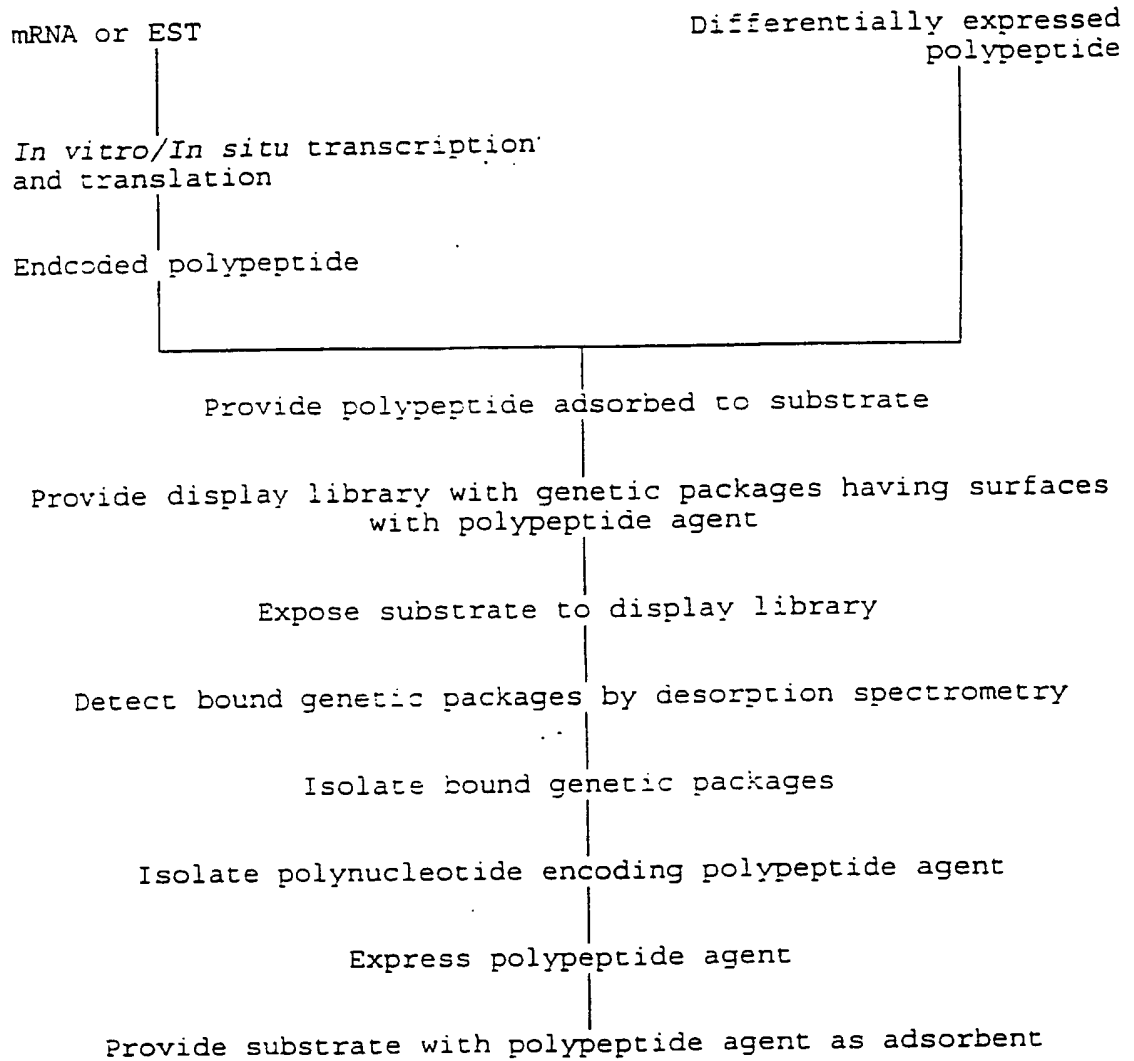 mRNA or EST
Differentially expressed
polypeptide
In vitro/In situ transcription
and translation
Endcoded polypeptide
Provide polypeptide adsorbed to substrate
Provide display library with genetic packages having surfaces
with polypeptide agent
Expose substrate to display library
Detect bound genetic packages by desorption spectrometry
Isolate bound genetic packages
Isolate polynucleotide encoding polypeptide agent
Express polypeptide agent
Provide substrate with polypeptide agent as adsorbent